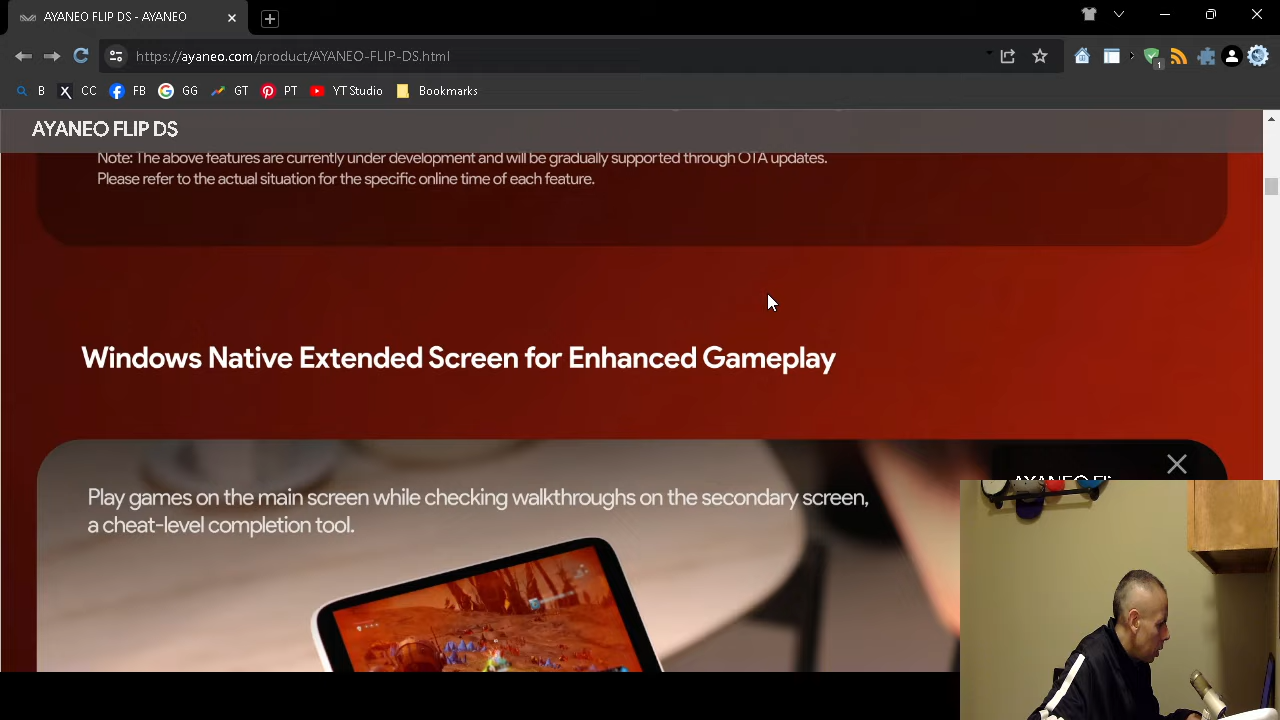 AYANEO FLIP DS - AYANEO
https://ayaneo.com/product/AYANEO-FLIP-DS.html
1
B CC FB GG GT PT YT Studio Bookmarks
AYANEO FLIP DS
Note: The above features are currently under development and will be gradually supported through OTA updates.
Please refer to the actual situation for the specific online time of each feature.
Windows Native Extended Screen for Enhanced Gameplay
Play games on the main screen while checking walkthroughs on the secondary screen,
a cheat-level completion tool.